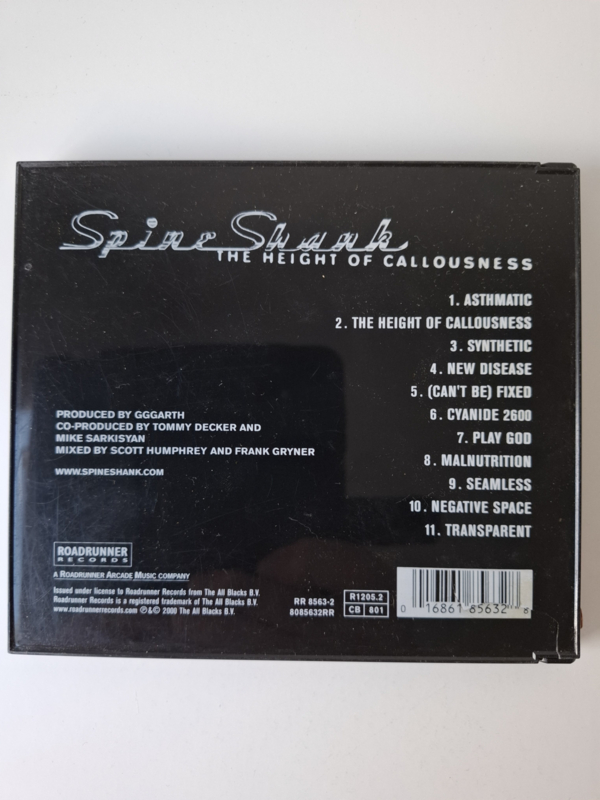 Spine Shank
THE HEIGHT OF CALLOUSNESS
1. ASTHMATIC
2. THE HEIGHT OF CALLOUSNESS
3. SYNTHETIC
4. NEW DISEASE
5. (CAN'T BE) FIXED
6. CYANIDE 2600
7. PLAY GOD
8. MALNUTRITION
9. SEAMLESS
10. NEGATIVE SPACE
11. TRANSPARENT
PRODUCED BY GGGARTH
CO-PRODUCED BY TOMMY DECKER AND
MIKE SARKISYAN
MIXED BY SCOTT HUMPHREY AND FRANK GRYNER
WWW.SPINESHANK.COM
ROADRUNNER
RECORDS
A ROADRUNNER ARCADE MUSIC COMPANY
Issued under license to Roadrunner Records from The All Blacks B.V.
Roadrunner Records is a registered trademark of The All Blacks B.V.
www.roadrunnerrecords.com ℗&© 2000 The All Blacks B.V.
RR 8563-2
8085632RR
R1205.2
CB 801
0 16861 85632 8